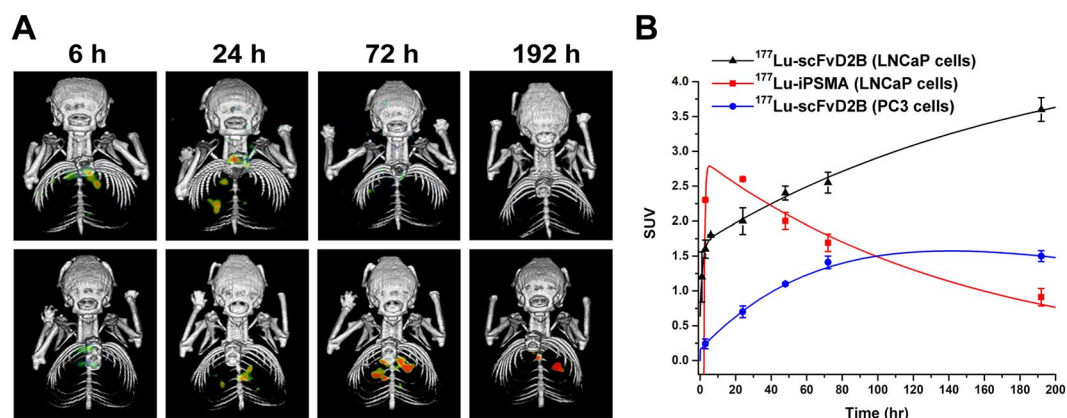 A
6 h
24 h
72 h
192 h
B
¹⁷⁷Lu-scFvD2B (LNCaP cells)
¹⁷⁷Lu-iPSMA (LNCaP cells)
¹⁷⁷Lu-scFvD2B (PC3 cells)
SUV
4.0
3.5
3.0
2.5
2.0
1.5
1.0
0.5
0.0
0 20 40 60 80 100 120 140 160 180 200
Time (hr)